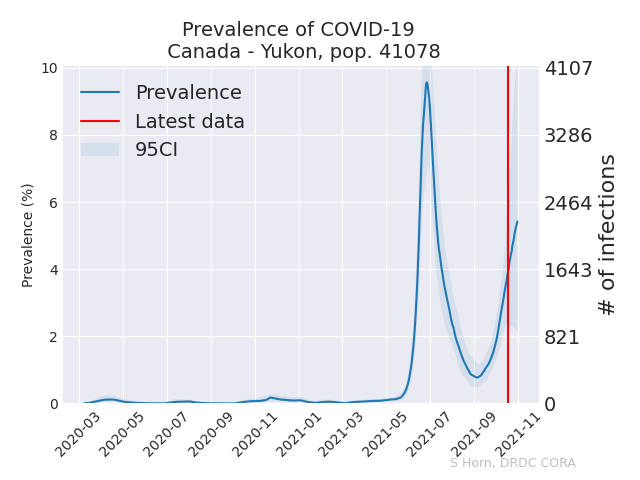 Prevalence of COVID-19
Canada - Yukon, pop. 41078
Prevalence
Latest data
95CI
Prevalence (%)
10
8
6
4
2
0
4107
3286
2464
1643
821
0
# of infections
2020-03
2020-05
2020-07
2020-09
2020-11
2021-01
2021-03
2021-05
2021-07
2021-09
2021-11
S Horn, DRDC CORA